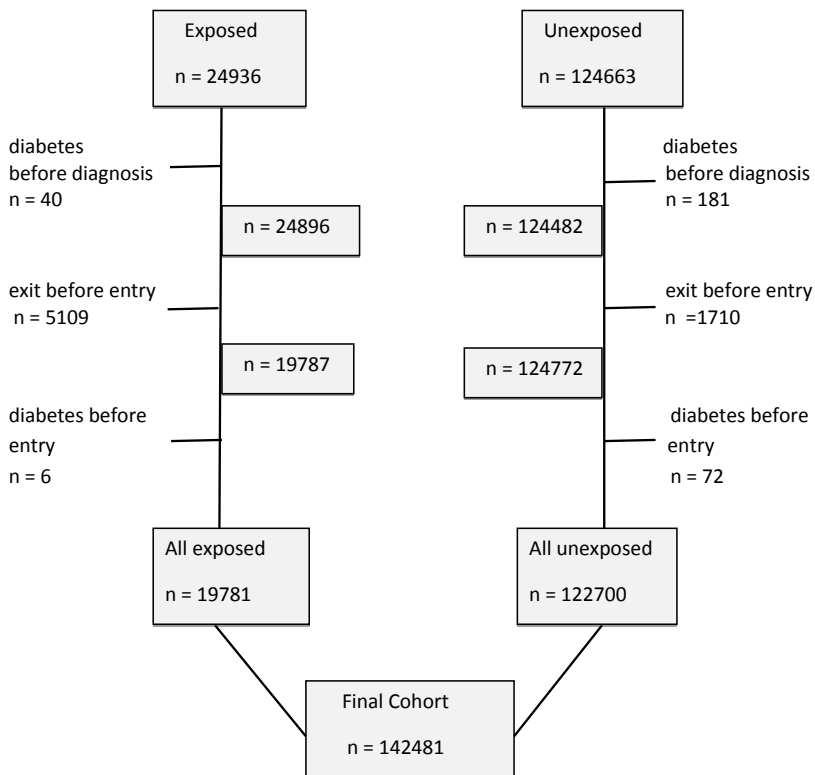 Exposed
n = 24936
Unexposed
n = 124663
diabetes
before diagnosis
n = 40
diabetes
before diagnosis
n = 181
n = 24896
n = 124482
exit before entry
n = 5109
exit before entry
n =1710
n = 19787
n = 124772
diabetes before
entry
n = 6
diabetes before
entry
n = 72
All exposed
n = 19781
All unexposed
n = 122700
Final Cohort
n = 142481